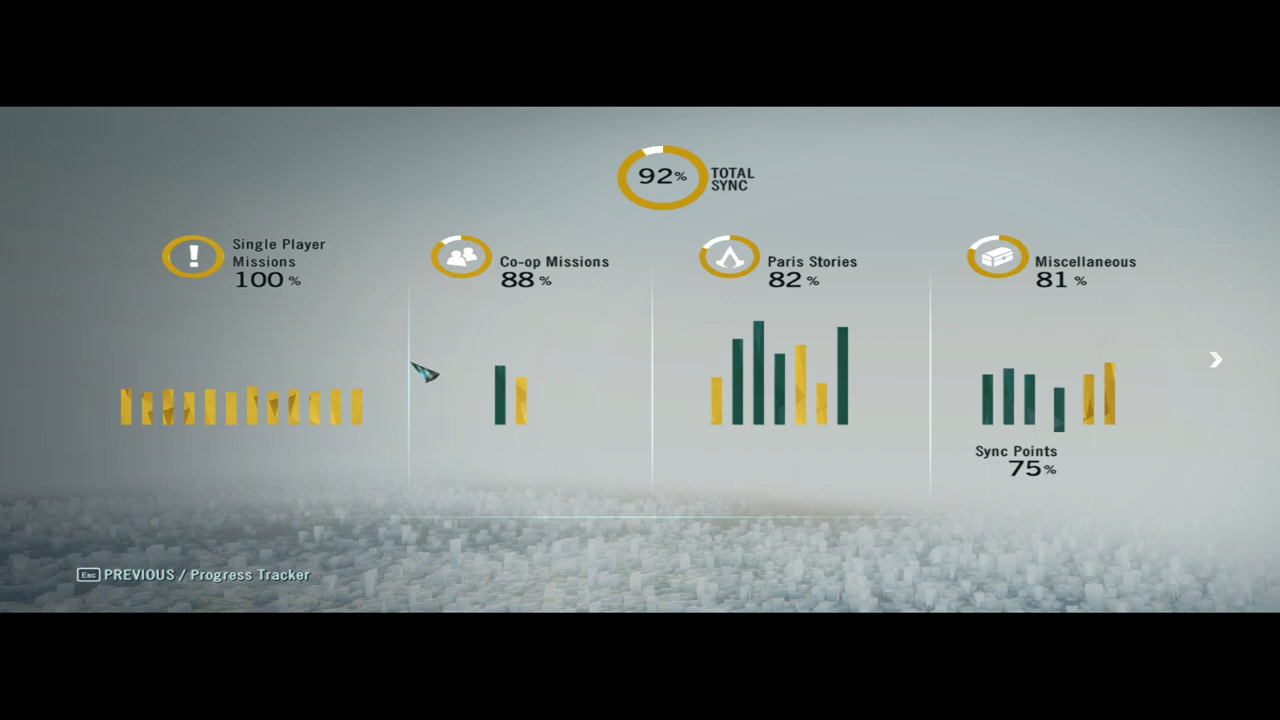 92%
TOTAL
SYNC
Single Player
Missions
100 %
Co-op Missions
88 %
Paris Stories
82 %
Miscellaneous
81 %
Sync Points
75%
Esc PREVIOUS / Progress Tracker